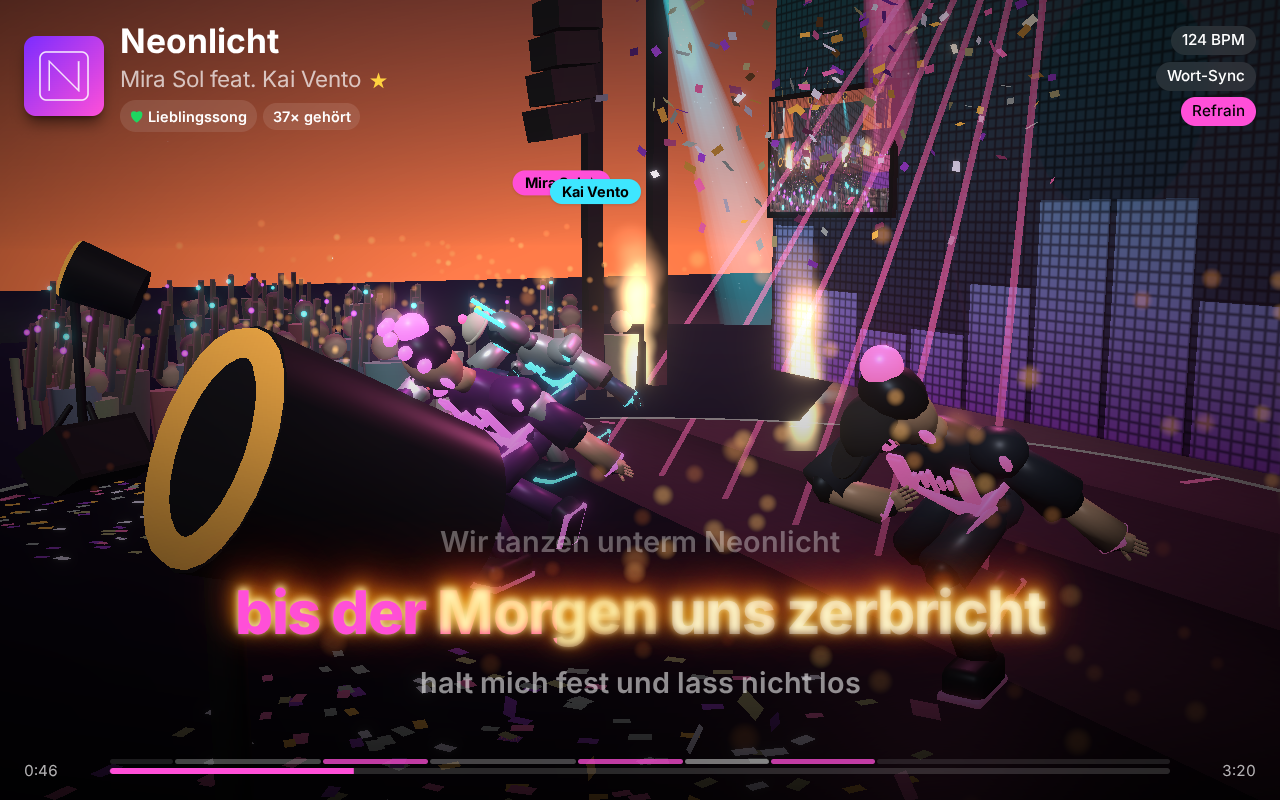 Neonlicht
Mira Sol feat. Kai Vento ★
Lieblingssong
37× gehört
124 BPM
Wort-Sync
Refrain
N
Kai Vento
Wir tanzen unterm Neonlicht
bis der Morgen uns zerbricht
halt mich fest und lass nicht los
0:46
3:20